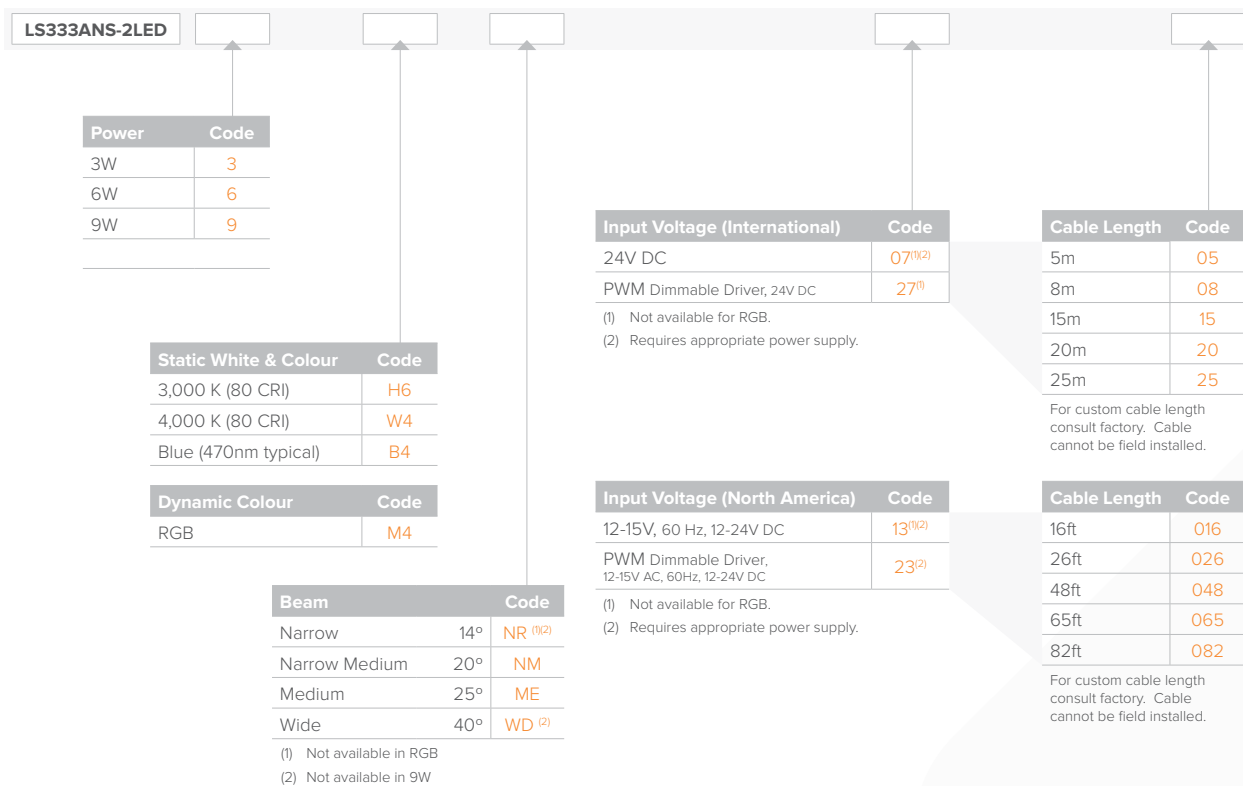 LS333ANS-2LED
Power Code
3W 3
6W 6
9W 9
Static White & Colour Code
3,000 K (80 CRI) H6
4,000 K (80 CRI) W4
Blue (470nm typical) B4
Dynamic Colour Code
RGB M4
Beam Code
Narrow 14º NR (1)(2)
Narrow Medium 20º NM
Medium 25º ME
Wide 40º WD (2)
(1) Not available in RGB
(2) Not available in 9W
Input Voltage (International) Code
24V DC 07(1)(2)
PWM Dimmable Driver, 24V DC 27(1)
(1) Not available for RGB.
(2) Requires appropriate power supply.
Cable Length Code
5m 05
8m 08
15m 15
20m 20
25m 25
For custom cable length
consult factory. Cable
cannot be field installed.
Input Voltage (North America) Code
12-15V, 60 Hz, 12-24V DC 13(1)(2)
PWM Dimmable Driver,
12-15V AC, 60Hz, 12-24V DC 23(2)
(1) Not available for RGB.
(2) Requires appropriate power supply.
Cable Length Code
16ft 016
26ft 026
48ft 048
65ft 065
82ft 082
For custom cable length
consult factory. Cable
cannot be field installed.